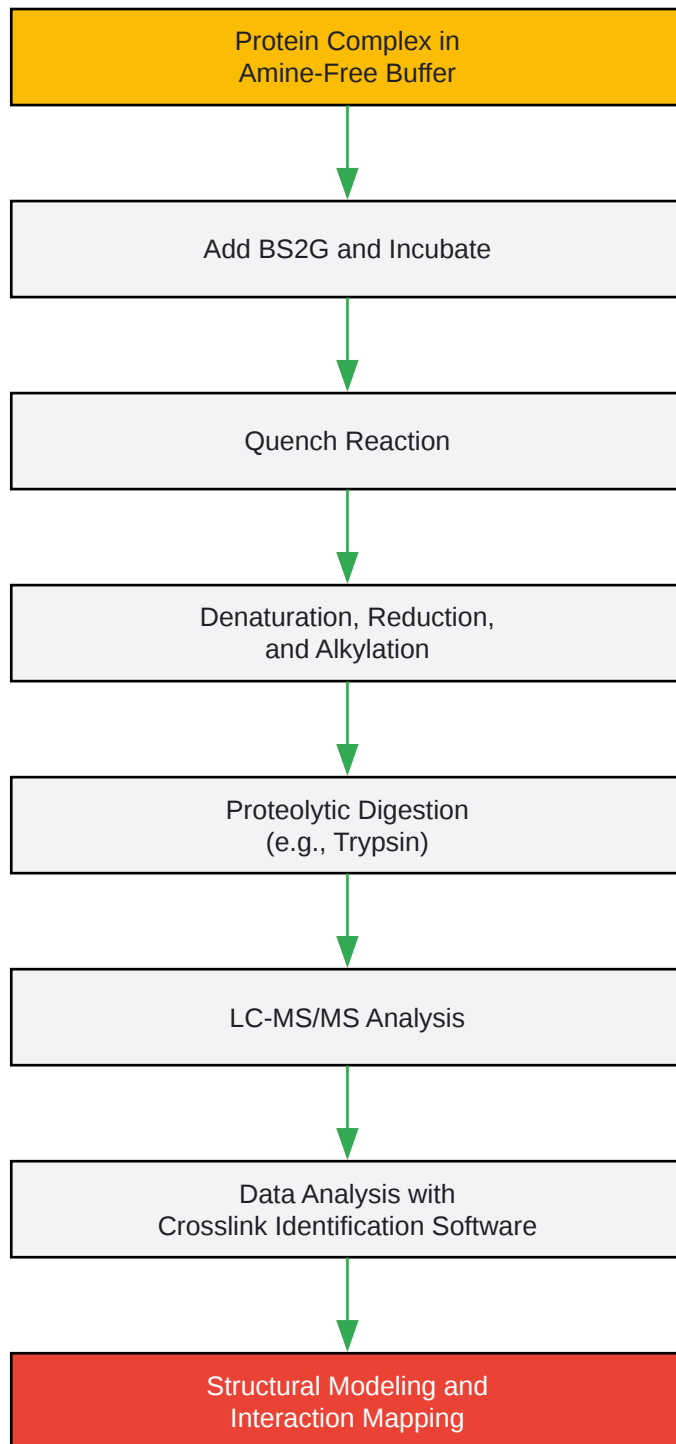 Protein Complex in
Amine-Free Buffer
Add BS2G and Incubate
Quench Reaction
Denaturation, Reduction,
and Alkylation
Proteolytic Digestion
(e.g., Trypsin)
LC-MS/MS Analysis
Data Analysis with
Crosslink Identification Software
Structural Modeling and
Interaction Mapping